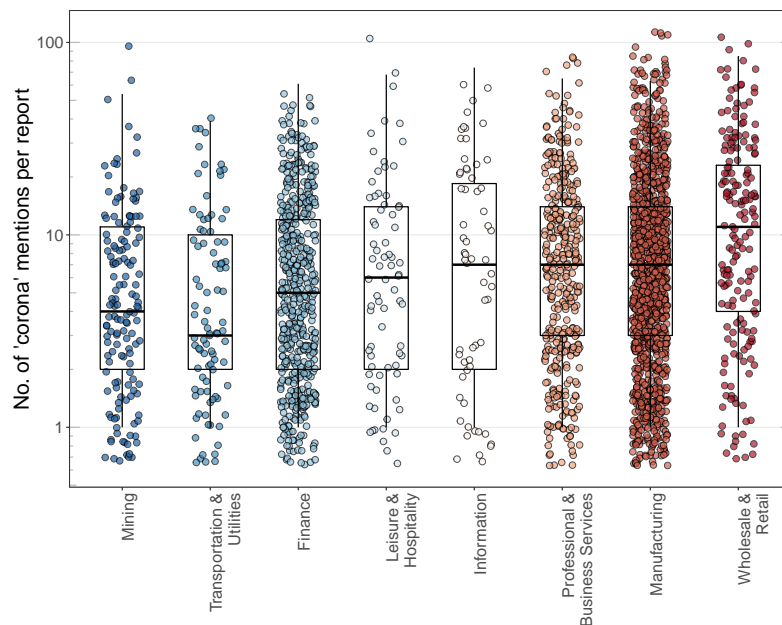 No. of 'corona' mentions per report
100
10
1
Mining
Transportation &
Utilities
Finance
Leisure &
Hospitality
Information
Professional &
Business Services
Manufacturing
Wholesale &
Retail